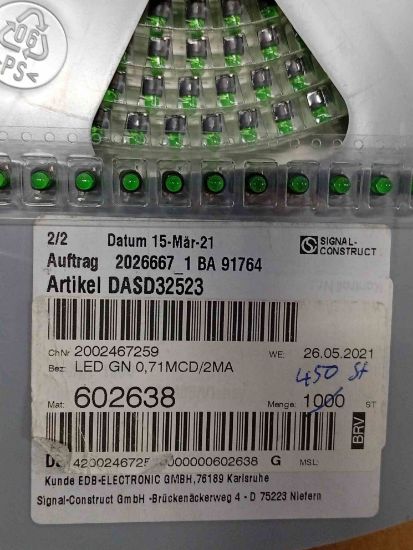 06
PS
2/2 Datum 15-Mär-21
SIGNAL-
CONSTRUCT
Auftrag 2026667_1 BA 91764
Artikel DASD32523
ChNr 2002467259 WE: 26.05.2021
Bez: LED GN 0,71MCD/2MA
450 St
Mat: 602638 Menge: 1000 ST
BRV
G MSL:
Kunde EDB-ELECTRONIC GMBH,76189 Karlsruhe
Signal-Construct GmbH -Brückenäckerweg 4 - D 75223 Niefern